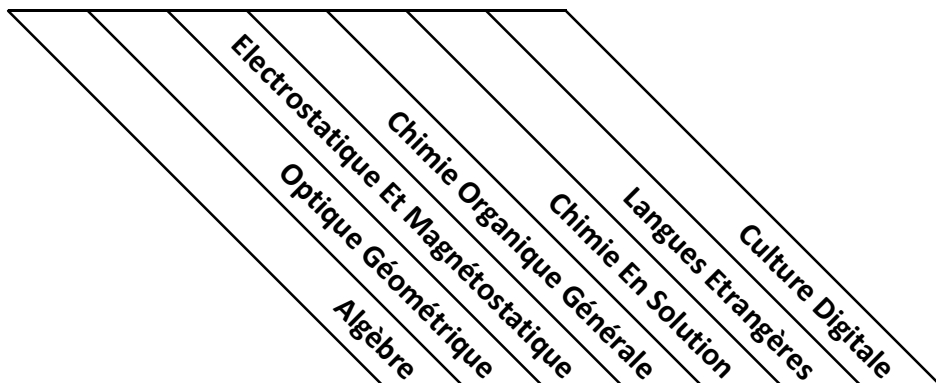 Algèbre
Optique Géométrique
Electrostatique Et Magnétostatique
Chimie Organique Générale
Chimie En Solution
Langues Etrangères
Culture Digitale